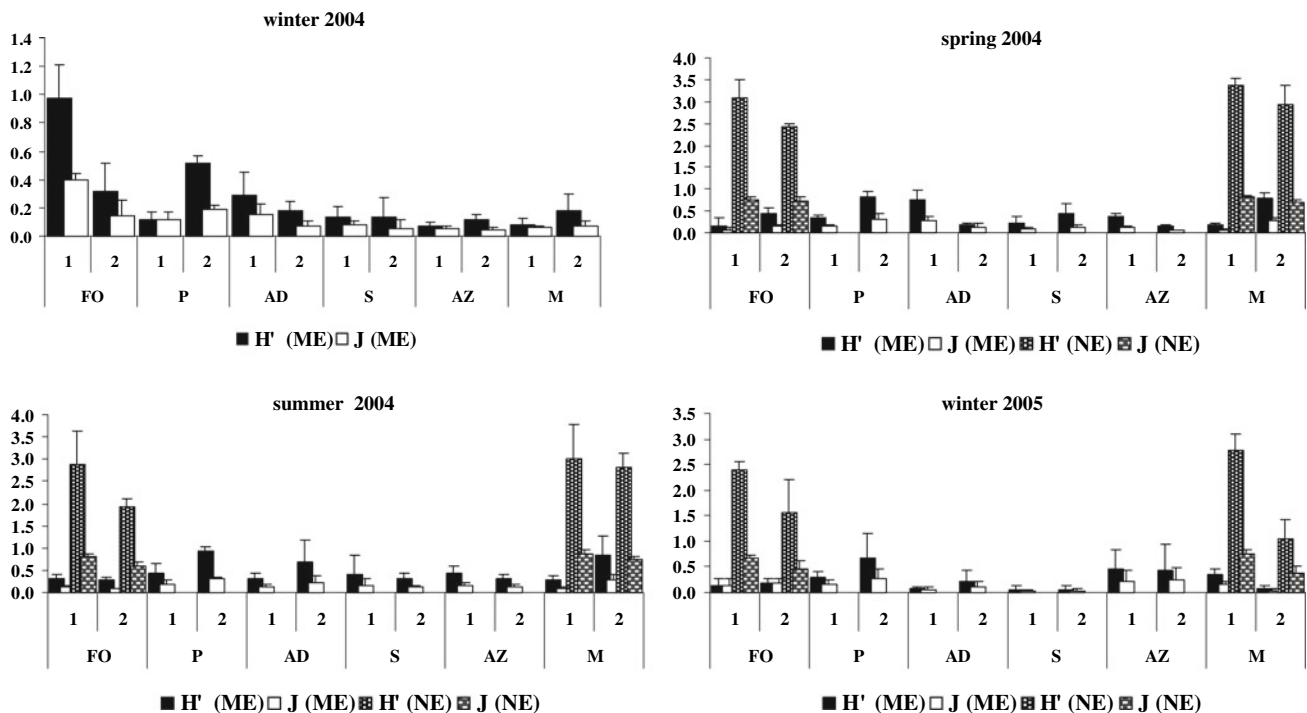 winter 2004
1.4
1.2
1.0
0.8
0.6
0.4
0.2
0.0
1 2 1 2 1 2 1 2 1 2 1 2
FO P AD S AZ M
H' (ME) J (ME)
spring 2004
4.0
3.5
3.0
2.5
2.0
1.5
1.0
0.5
0.0
1 2 1 2 1 2 1 2 1 2 1 2
FO P AD S AZ M
H' (ME) J (ME) H' (NE) J (NE)
summer 2004
4.0
3.5
3.0
2.5
2.0
1.5
1.0
0.5
0.0
1 2 1 2 1 2 1 2 1 2 1 2
FO P AD S AZ M
H' (ME) J (ME) H' (NE) J (NE)
winter 2005
3.5
3.0
2.5
2.0
1.5
1.0
0.5
0.0
1 2 1 2 1 2 1 2 1 2 1 2
FO P AD S AZ M
H' (ME) J (ME) H' (NE) J (NE)